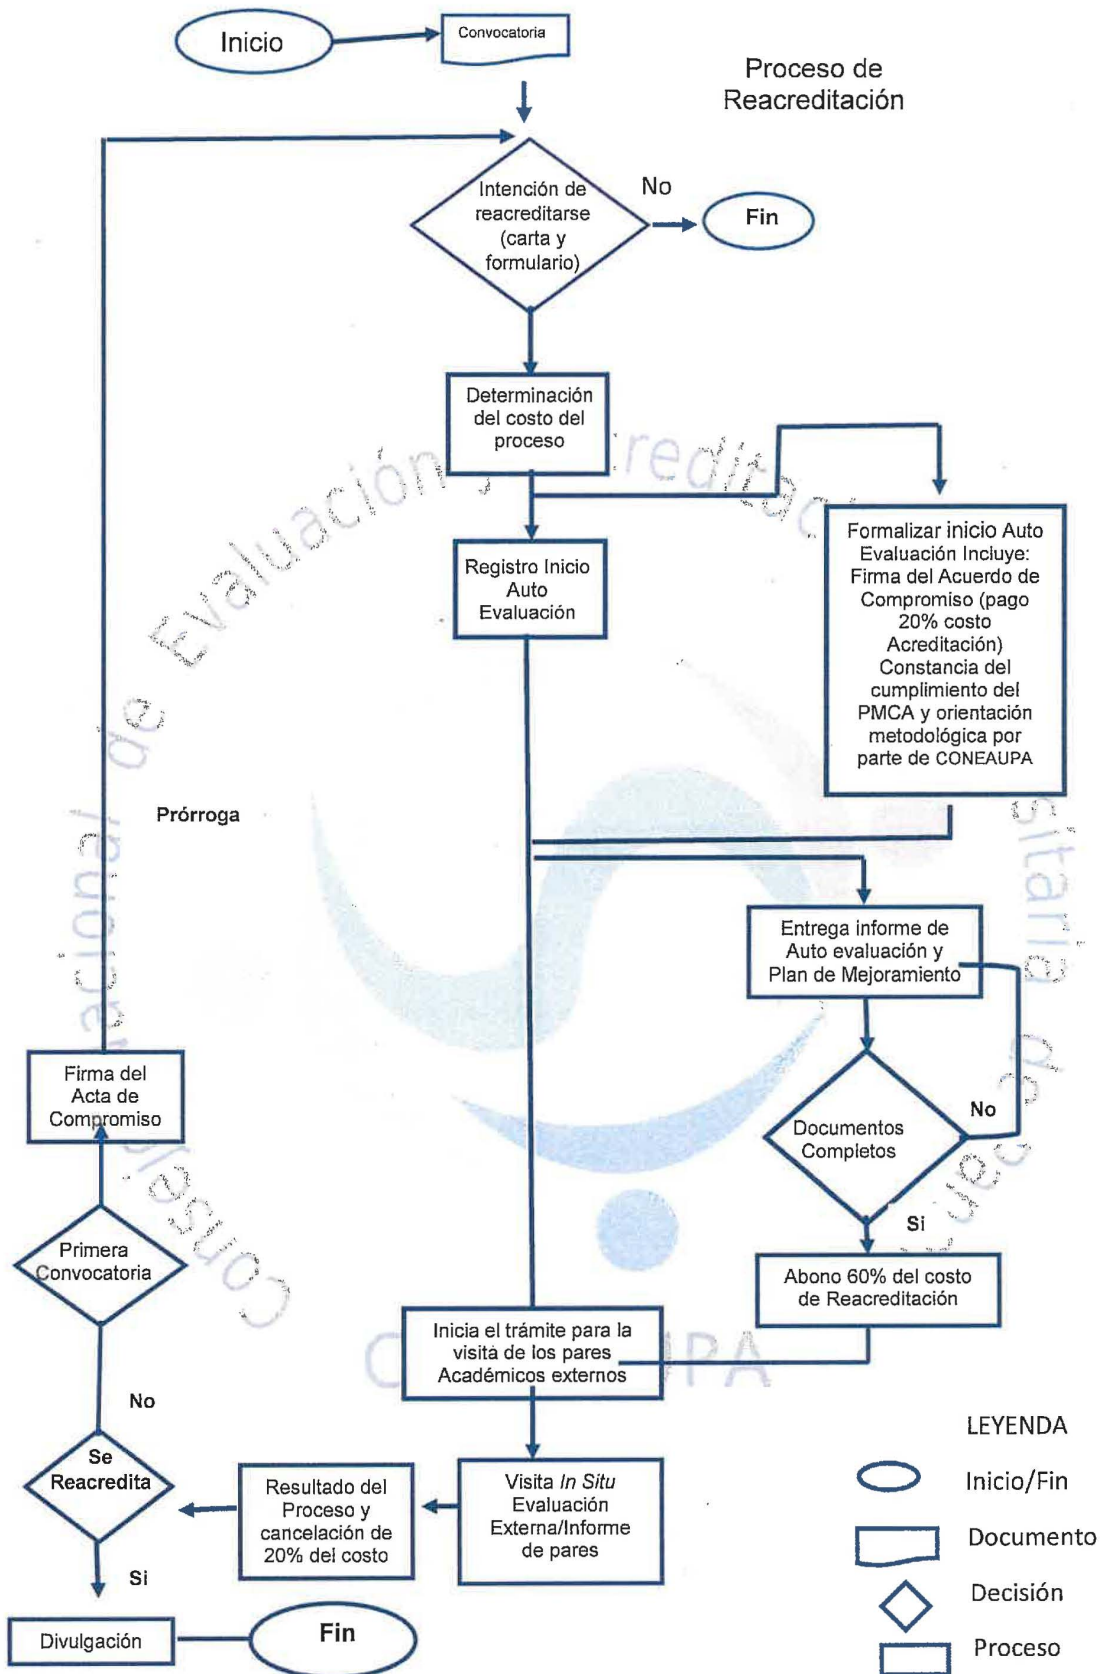 Inicio
Convocatoria
Proceso de
Reacreditación
Intención de
reacreditarse
(carta y
formulario)
No
Fin
Determinación
del costo del
proceso
Registro Inicio
Auto
Evaluación
Formalizar inicio Auto
Evaluación Incluye:
Firma del Acuerdo de
Compromiso (pago
20% costo
Acreditación)
Constancia del
cumplimiento del
PMCA y orientación
metodológica por
parte de CONEAUPA
Prórroga
Entrega informe de
Auto evaluación y
Plan de Mejoramiento
Documentos
Completos
No
Si
Abono 60% del costo
de Reacreditación
Inicia el trámite para la
visita de los pares
Académicos externos
Visita In Situ
Evaluación
Externa/Informe
de pares
Resultado del
Proceso y
cancelación de
20% del costo
Se
Reacredita
No
Si
Primera
Convocatoria
Firma del
Acta de
Compromiso
Divulgación
Fin
LEYENDA
Inicio/Fin
Documento
Decisión
Proceso
de Evaluación